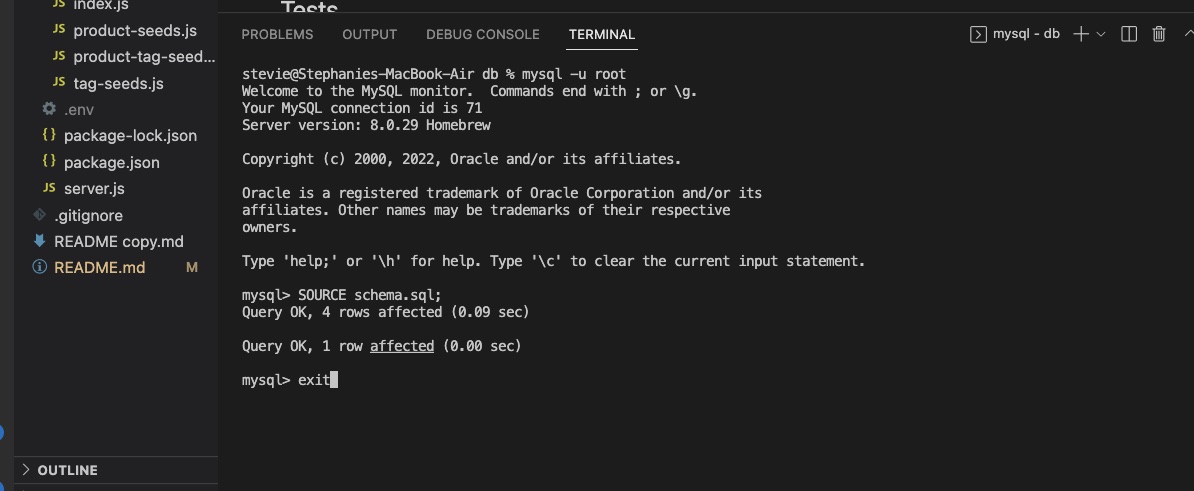 Tests
index.js
product-seeds.js
product-tag-seed...
tag-seeds.js
.env
package-lock.json
package.json
server.js
.gitignore
README copy.md
README.md M
OUTLINE
PROBLEMS OUTPUT DEBUG CONSOLE TERMINAL
mysql - db
stevie@Stephanies-MacBook-Air db % mysql -u root
Welcome to the MySQL monitor.  Commands end with ; or \g.
Your MySQL connection id is 71
Server version: 8.0.29 Homebrew
Copyright (c) 2000, 2022, Oracle and/or its affiliates.
Oracle is a registered trademark of Oracle Corporation and/or its
affiliates. Other names may be trademarks of their respective
owners.
Type 'help;' or '\h' for help. Type '\c' to clear the current input statement.
mysql> SOURCE schema.sql;
Query OK, 4 rows affected (0.09 sec)
Query OK, 1 row affected (0.00 sec)
mysql> exit